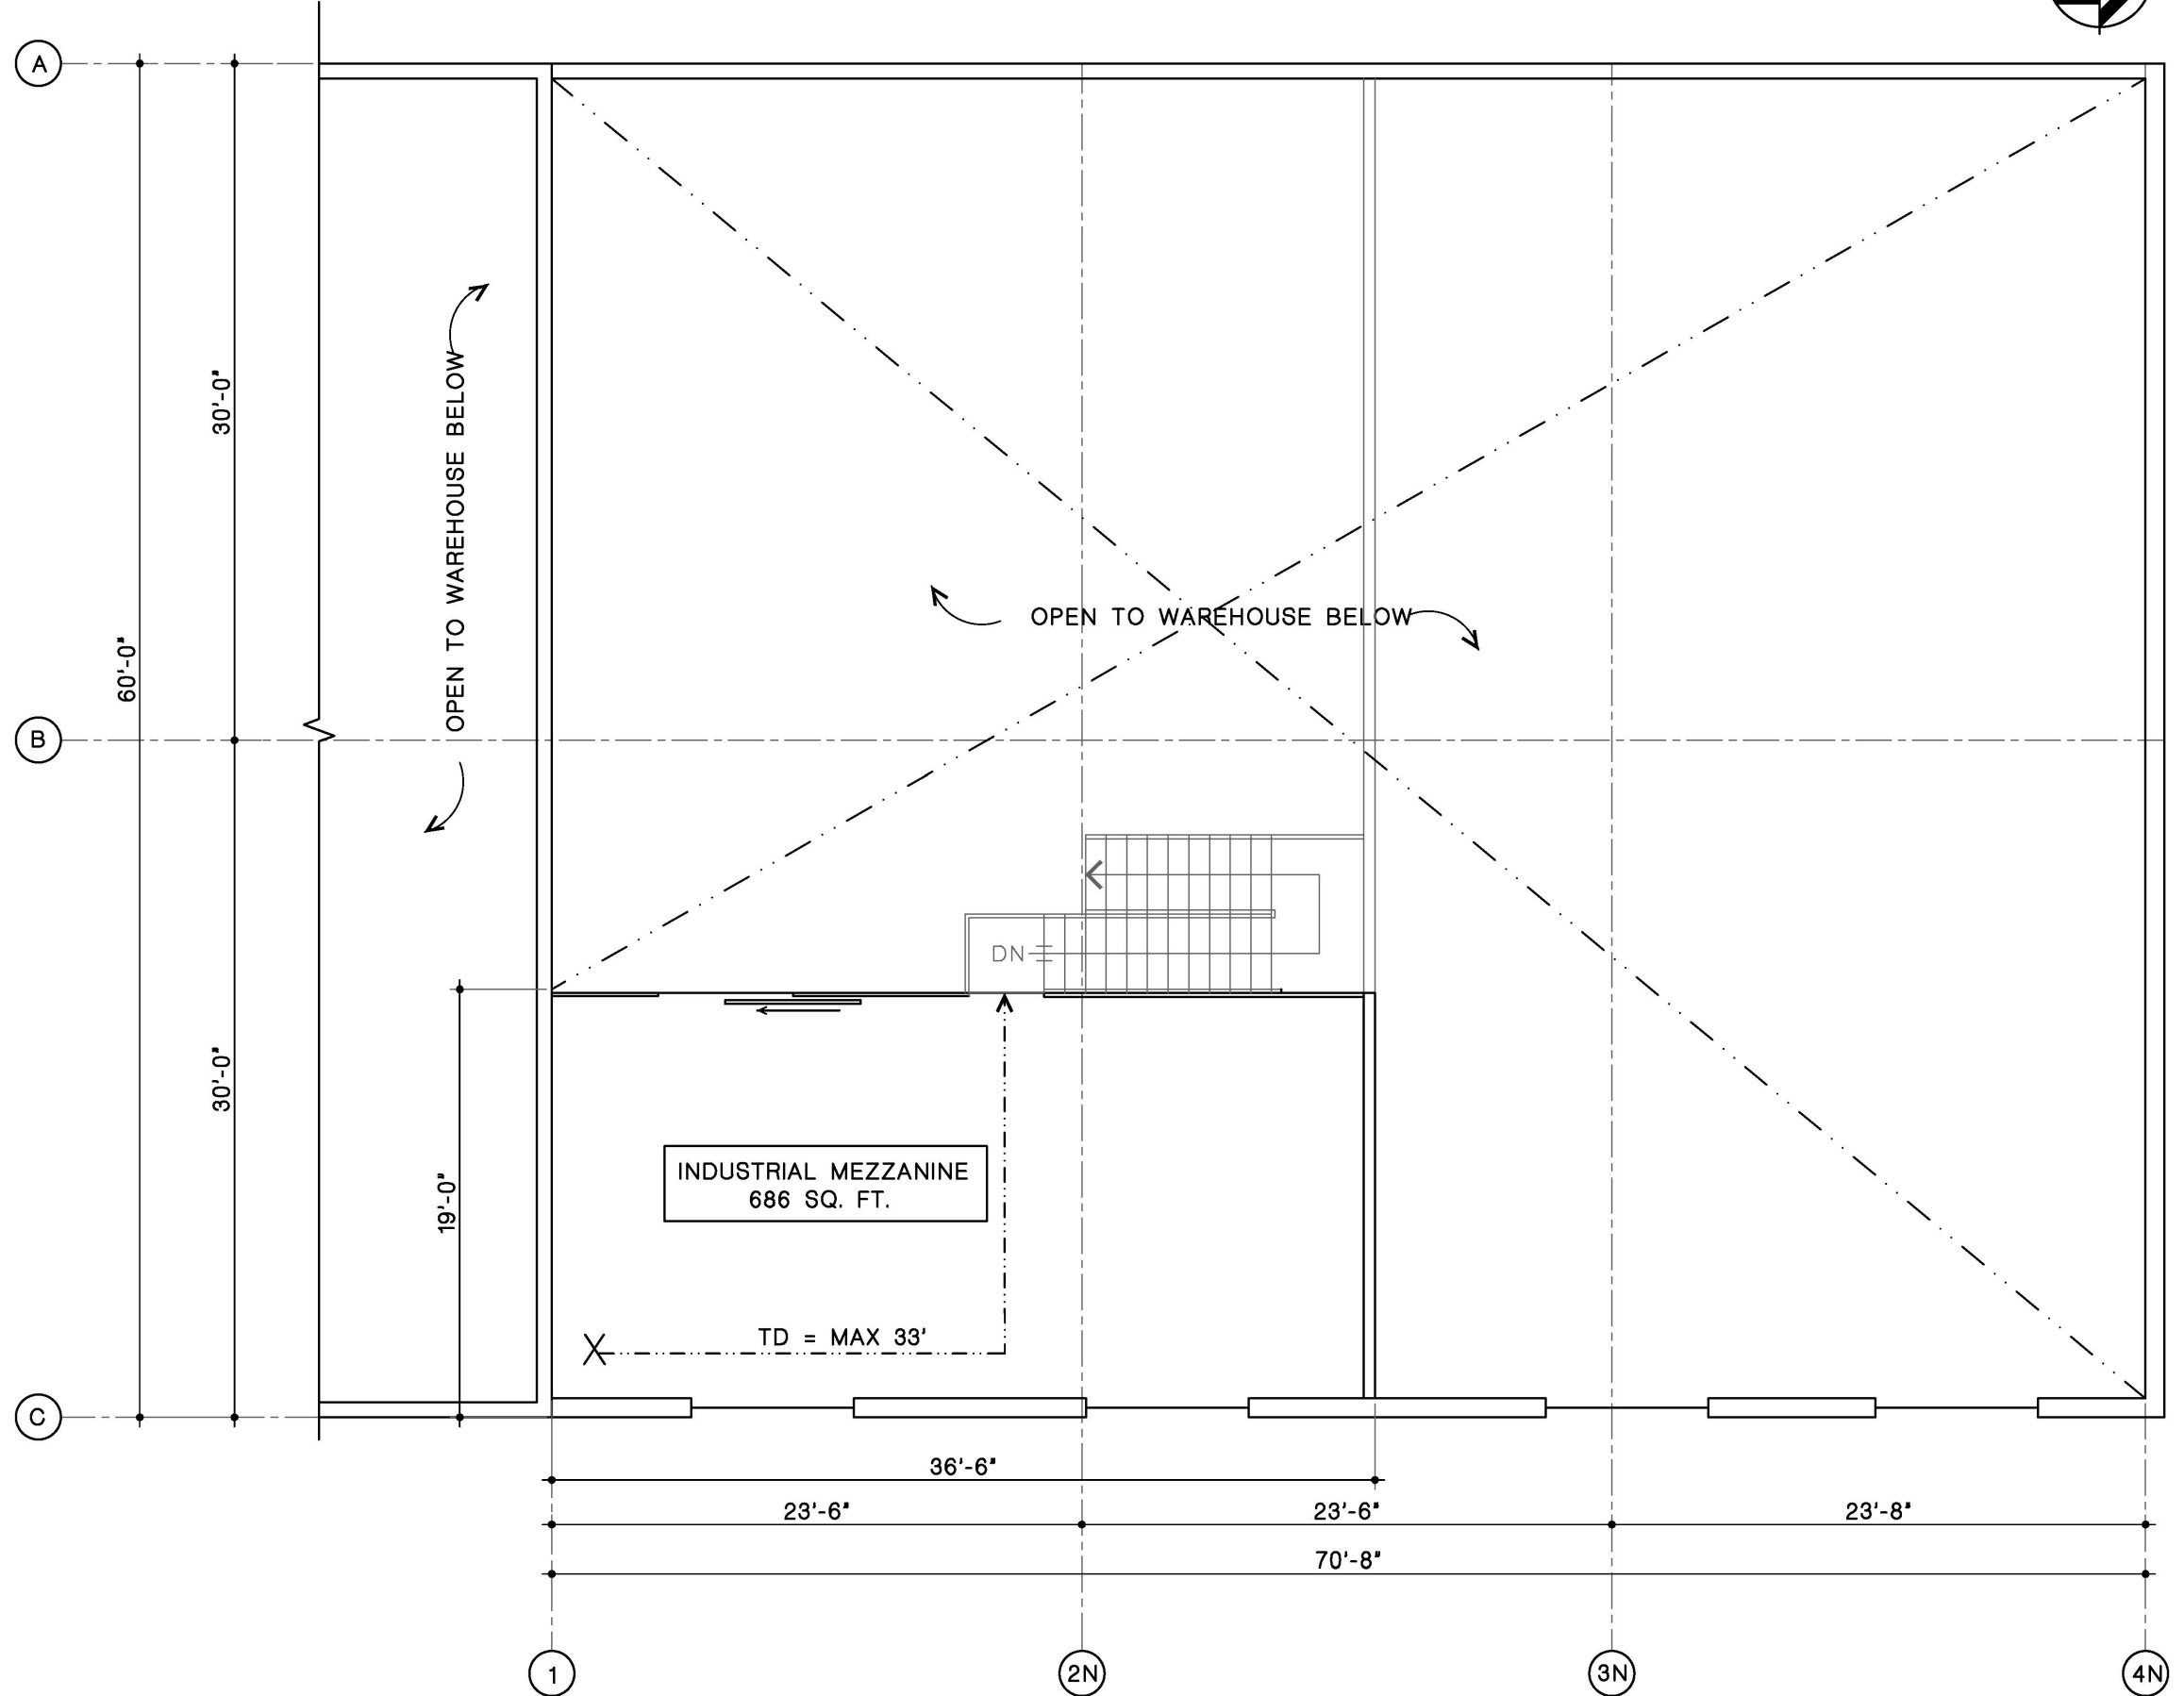 A
30'-0"
OPEN TO WAREHOUSE BELOW
OPEN TO WAREHOUSE BELOW
60'-0"
B
DN
30'-0"
19'-0"
INDUSTRIAL MEZZANINE
686 SQ. FT.
TD = MAX 33'
C
36'-6"
23'-6"
23'-6"
23'-8"
70'-8"
1
2N
3N
4N